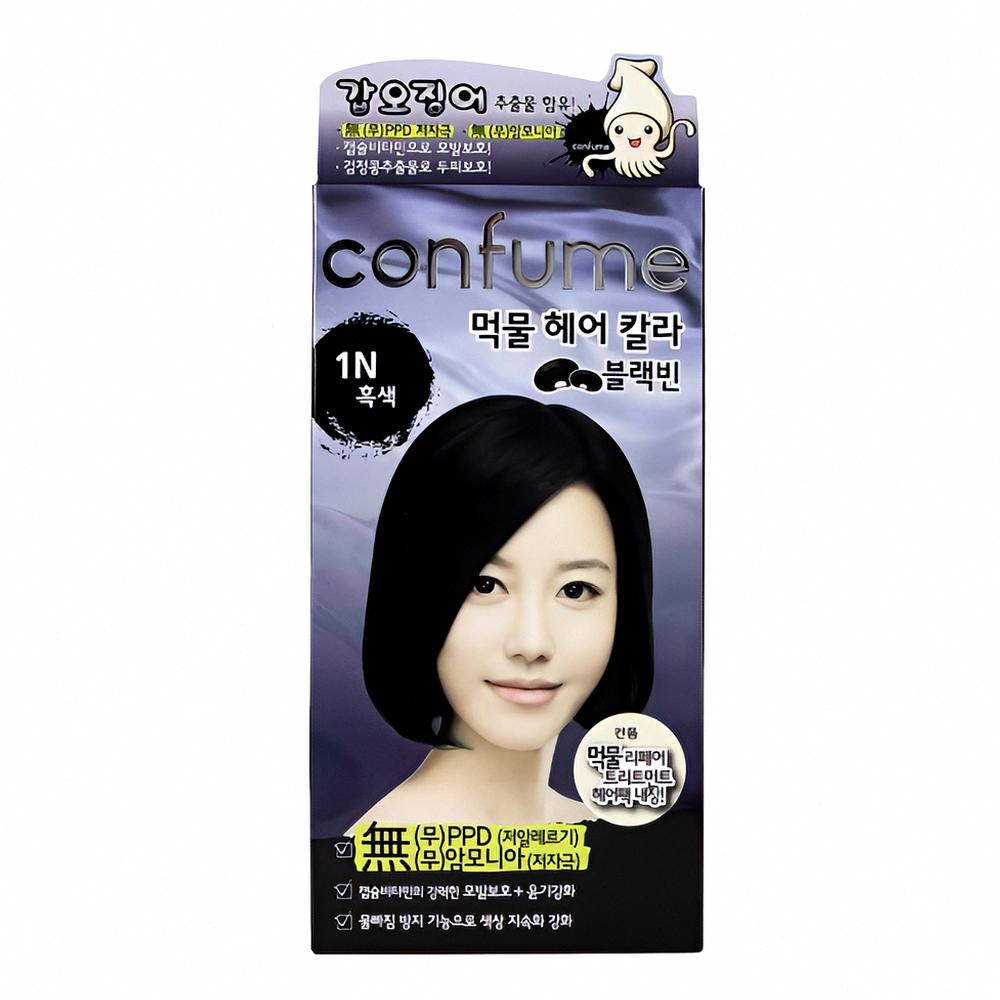 갑오징어 추출물 함유!
· 無(무)PPD 저자극 · 無(무)암모니아
· 캡슐비타민으로 모발보호!
· 검정콩추출물로 두피보호!
confume
confume
먹물 헤어 칼라
블랙빈
1N
흑색
컨퓸
먹물 리페어
트리트먼트
헤어팩 내장!
無 (무)PPD (저알레르기)
(무)암모니아 (저자극)
캡슐비타민의 강력한 모발보호 + 윤기강화
물빠짐 방지 기능으로 색상 지속화 강화